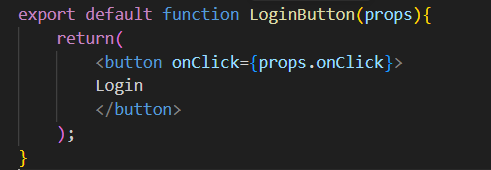 export default function LoginButton(props){
    return(
        <button onClick={props.onClick}>
        Login
        </button>
    );
}